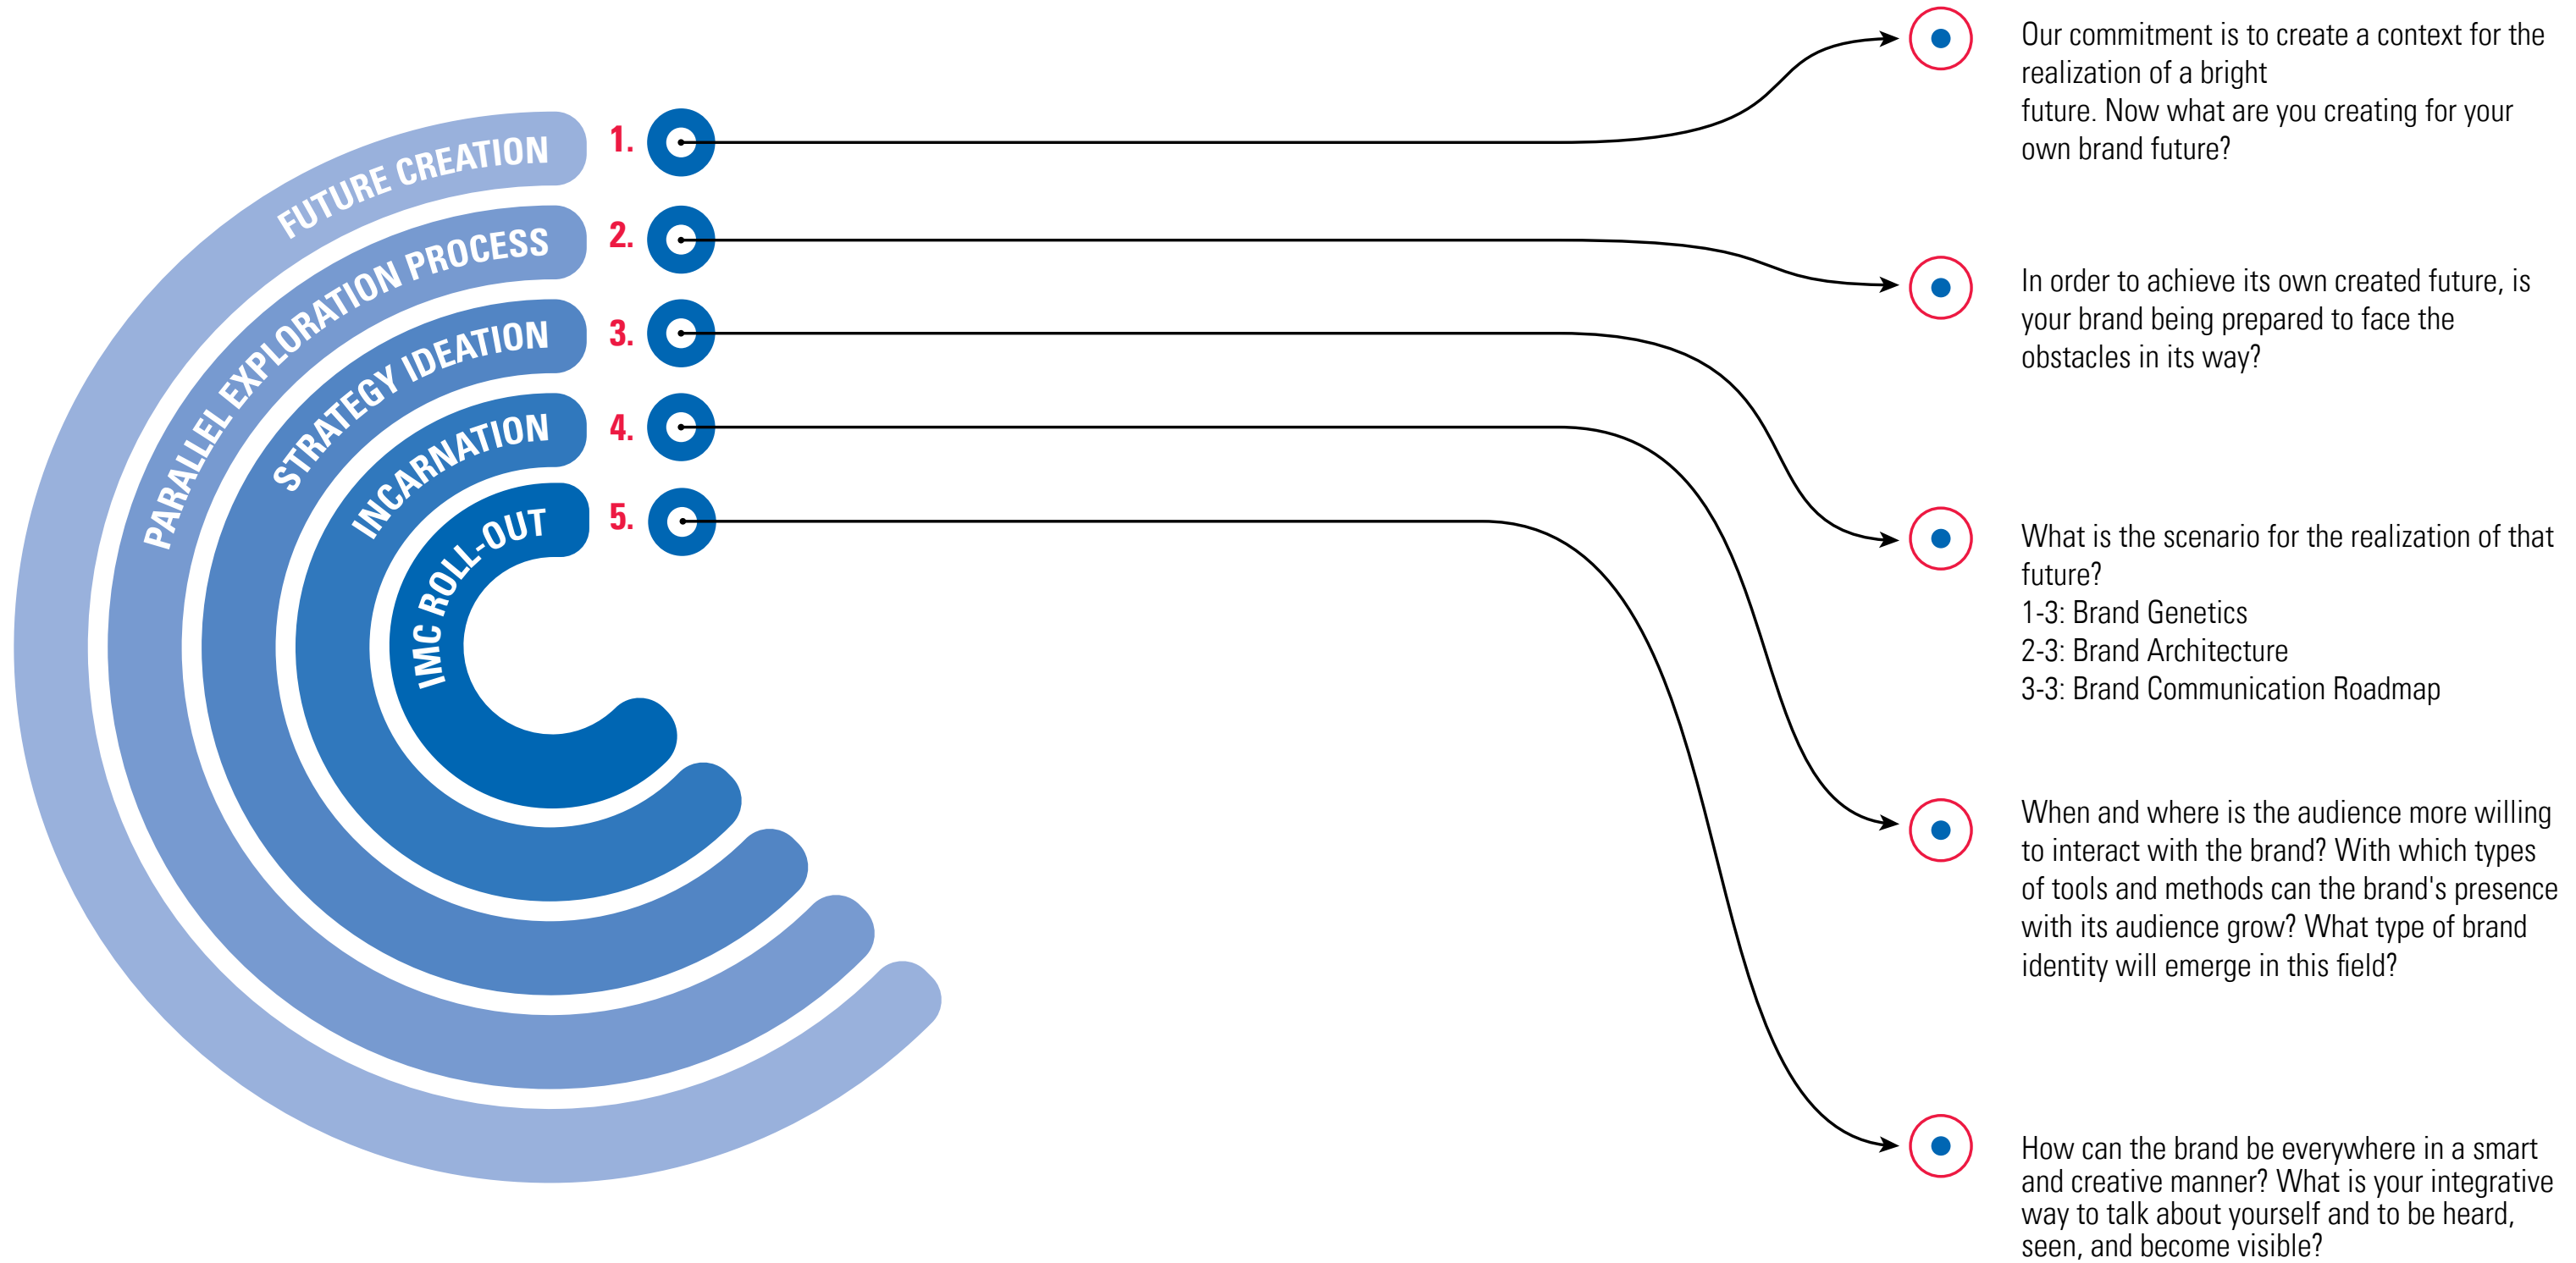 FUTURE CREATION
1.
Our commitment is to create a context for the
realization of a bright
future. Now what are you creating for your
own brand future?
PARALLEL EXPLORATION PROCESS
2.
In order to achieve its own created future, is
your brand being prepared to face the
obstacles in its way?
STRATEGY IDEATION
3.
What is the scenario for the realization of that
future?
1-3: Brand Genetics
2-3: Brand Architecture
3-3: Brand Communication Roadmap
INCARNATION
4.
When and where is the audience more willing
to interact with the brand? With which types
of tools and methods can the brand's presence
with its audience grow? What type of brand
identity will emerge in this field?
IMC ROLL-OUT
5.
How can the brand be everywhere in a smart
and creative manner? What is your integrative
way to talk about yourself and to be heard,
seen, and become visible?